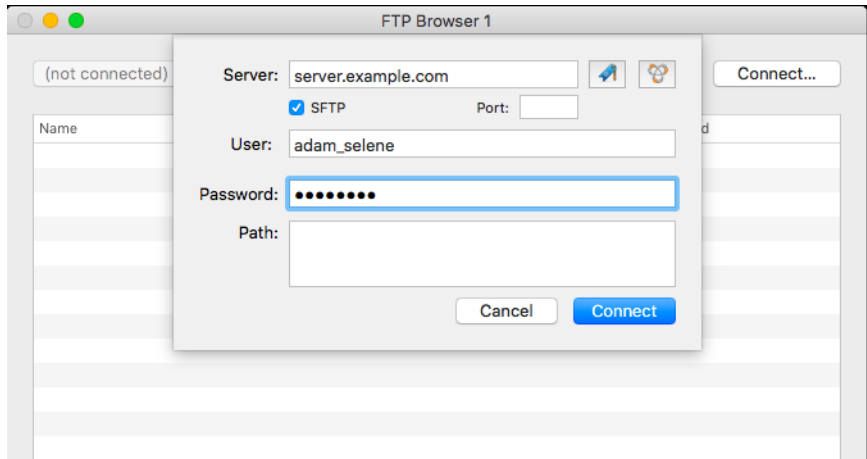 FTP Browser 1
(not connected)
Connect...
Server: server.example.com
SFTP Port:
Name
d
User: adam_selene
Password: ••••••••
Path:
Cancel Connect